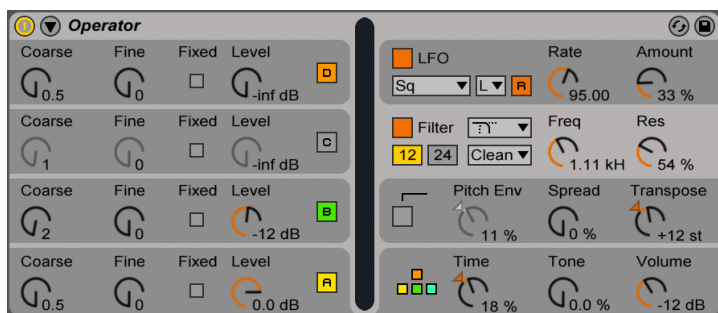 Operator
Coarse Fine Fixed Level
0.5 0 -inf dB D
Coarse Fine Fixed Level
1 0 -inf dB C
Coarse Fine Fixed Level
2 0 -12 dB B
Coarse Fine Fixed Level
0.5 0 0.0 dB A
LFO Rate Amount
Sq L R 95.00 33 %
Filter Freq Res
12 24 Clean 1.11 kH 54 %
Pitch Env Spread Transpose
11 % 0 % +12 st
Time Tone Volume
18 % 0.0 % -12 dB